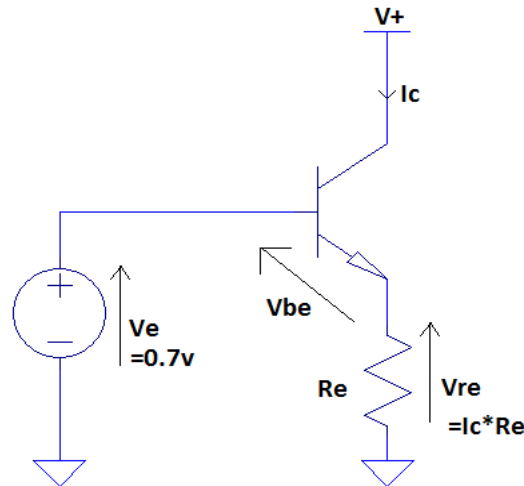 V+
Ic
Vbe
Ve
=0.7v
Re
Vre
=Ic*Re